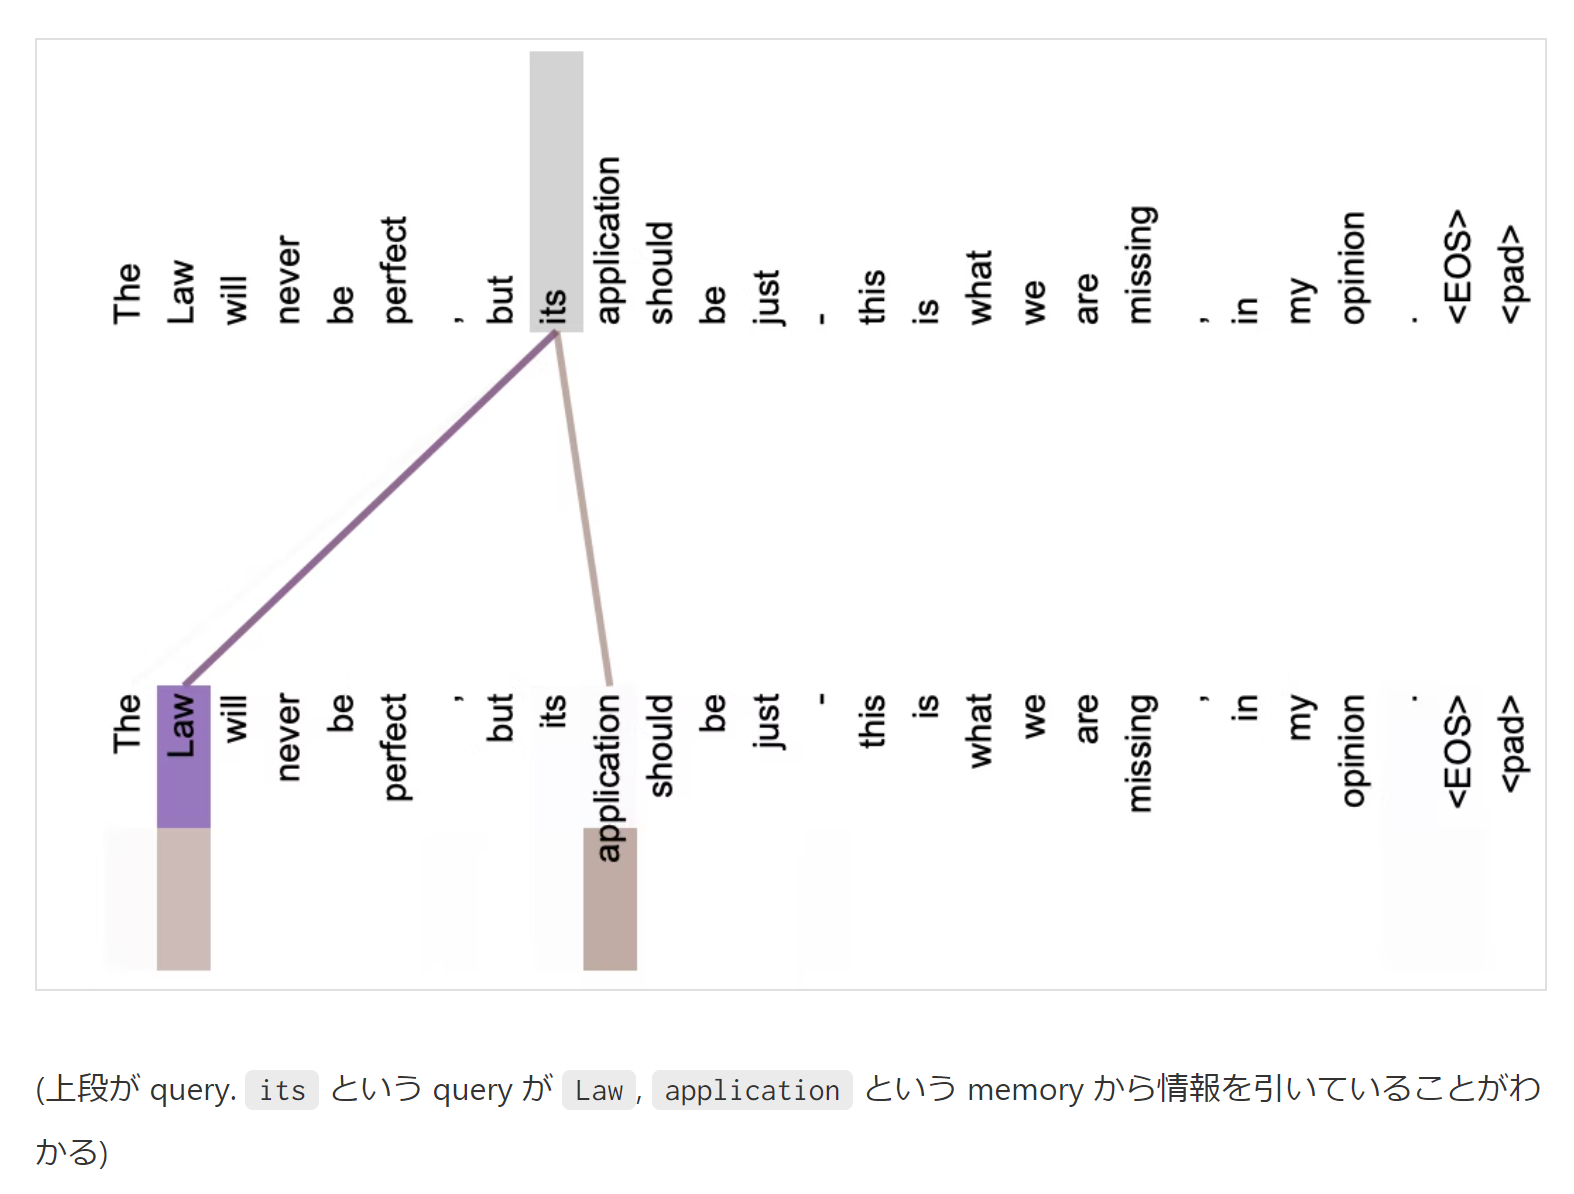 The Law will never be perfect , but its application should be just - this is what we are missing , in my opinion . <EOS> <pad>
The Law will never be perfect , but its application should be just - this is what we are missing , in my opinion . <EOS> <pad>
(上段が query. its という query が Law, application という memory から情報を引いていることがわ
かる)